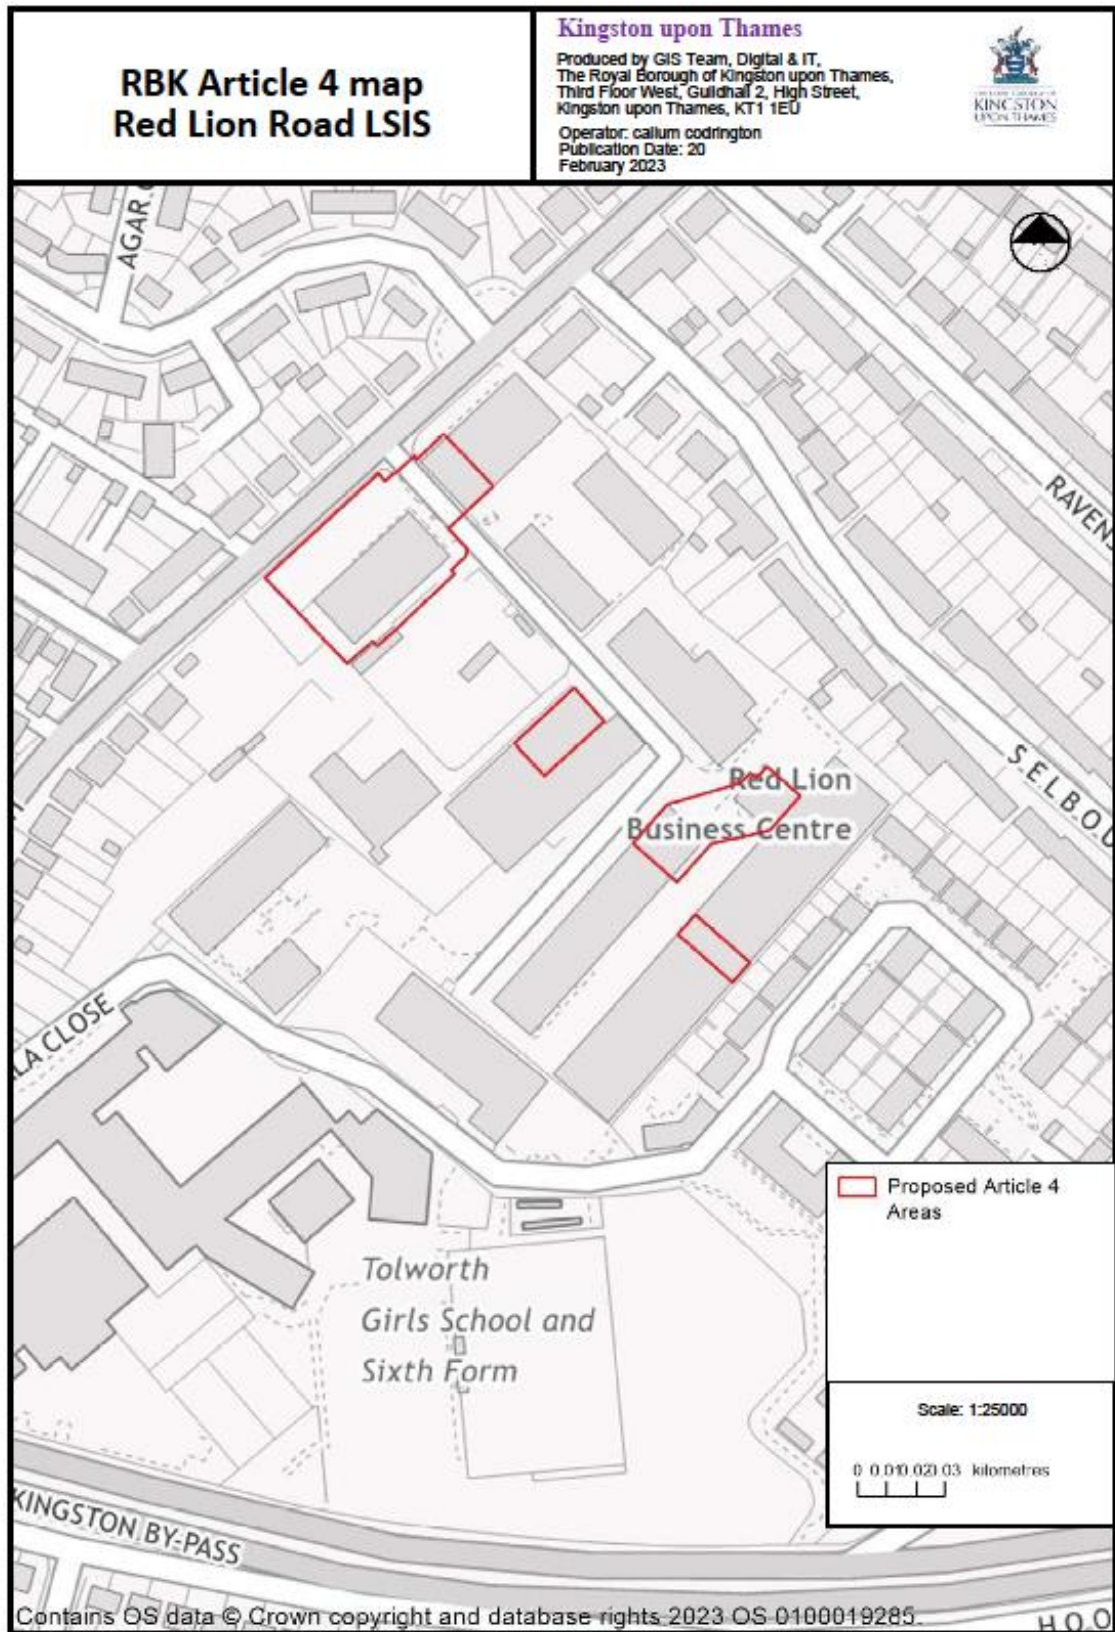 RBK Article 4 map
Red Lion Road LSIS
Kingston upon Thames
Produced by GIS Team, Digital & IT,
The Royal Borough of Kingston upon Thames,
Third Floor West, Guildhall 2, High Street,
Kingston upon Thames, KT1 1EU
Operator: callum codrington
Publication Date: 20
February 2023
KINGSTON
UPON THAMES
AGAR
RAVENS
SELBOU
Red Lion
Business Centre
LA CLOSE
Proposed Article 4
Areas
Tolworth
Girls School and
Sixth Form
Scale: 1:25000
0 0.010.020.03 kilometres
KINGSTON BY-PASS
Contains OS data © Crown copyright and database rights 2023 OS 0100019285.
HOO